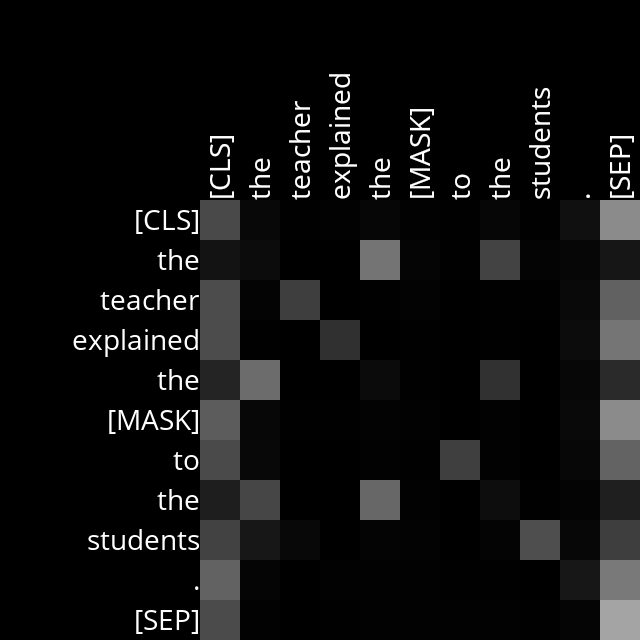 [CLS]
the
teacher
explained
the
[MASK]
to
the
students
.
[SEP]
[CLS]
the
teacher
explained
the
[MASK]
to
the
students
.
[SEP]